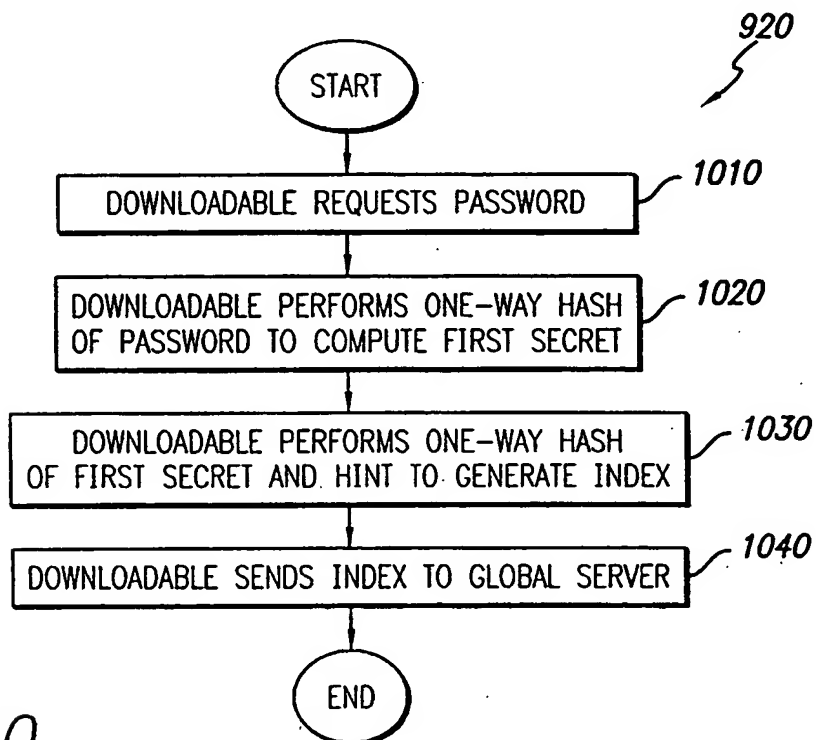 920
START
DOWNLOADABLE REQUESTS PASSWORD
1010
DOWNLOADABLE PERFORMS ONE-WAY HASH
OF PASSWORD TO COMPUTE FIRST SECRET
1020
DOWNLOADABLE PERFORMS ONE-WAY HASH
OF FIRST SECRET AND HINT TO GENERATE INDEX
1030
DOWNLOADABLE SENDS INDEX TO GLOBAL SERVER
1040
END